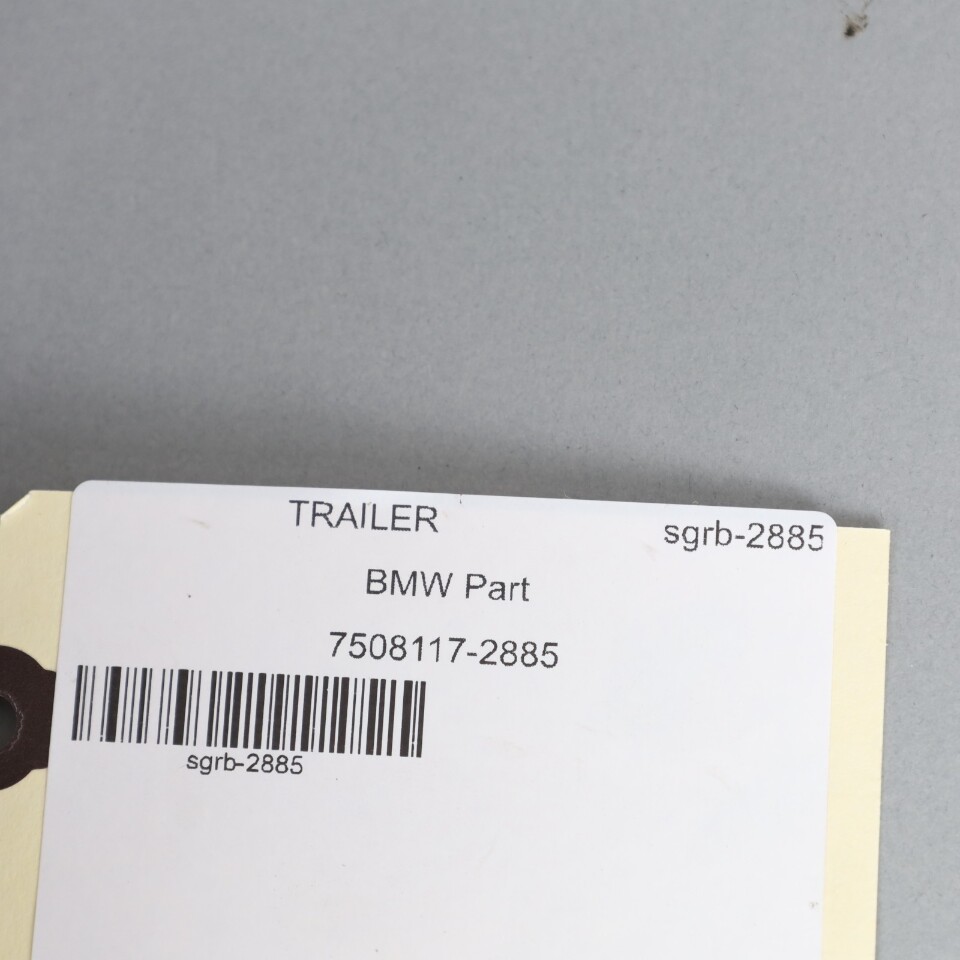 TRAILER sgrb-2885
BMW Part
7508117-2885
sgrb-2885